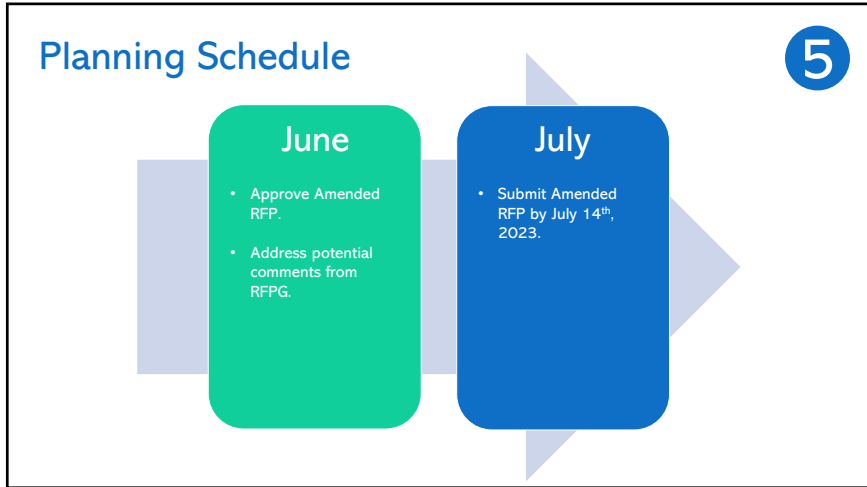 Planning Schedule
5
June
• Approve Amended
RFP.
• Address potential
comments from
RFPG.
July
• Submit Amended
RFP by July 14th,
2023.